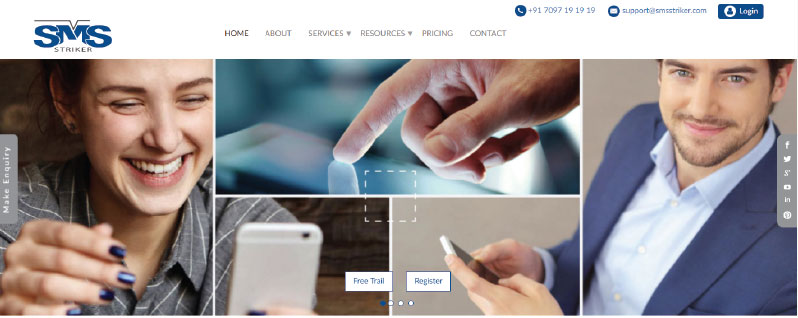 +91 7097 19 19 19 support@smsstriker.com Login
SMS
STRIKER
HOME ABOUT SERVICES RESOURCES PRICING CONTACT
Make Enquiry
Free Trail Register